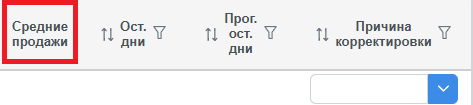 Средние
продажи
Ост.
дни
Прог.
ост.
дни
Причина
корректировки